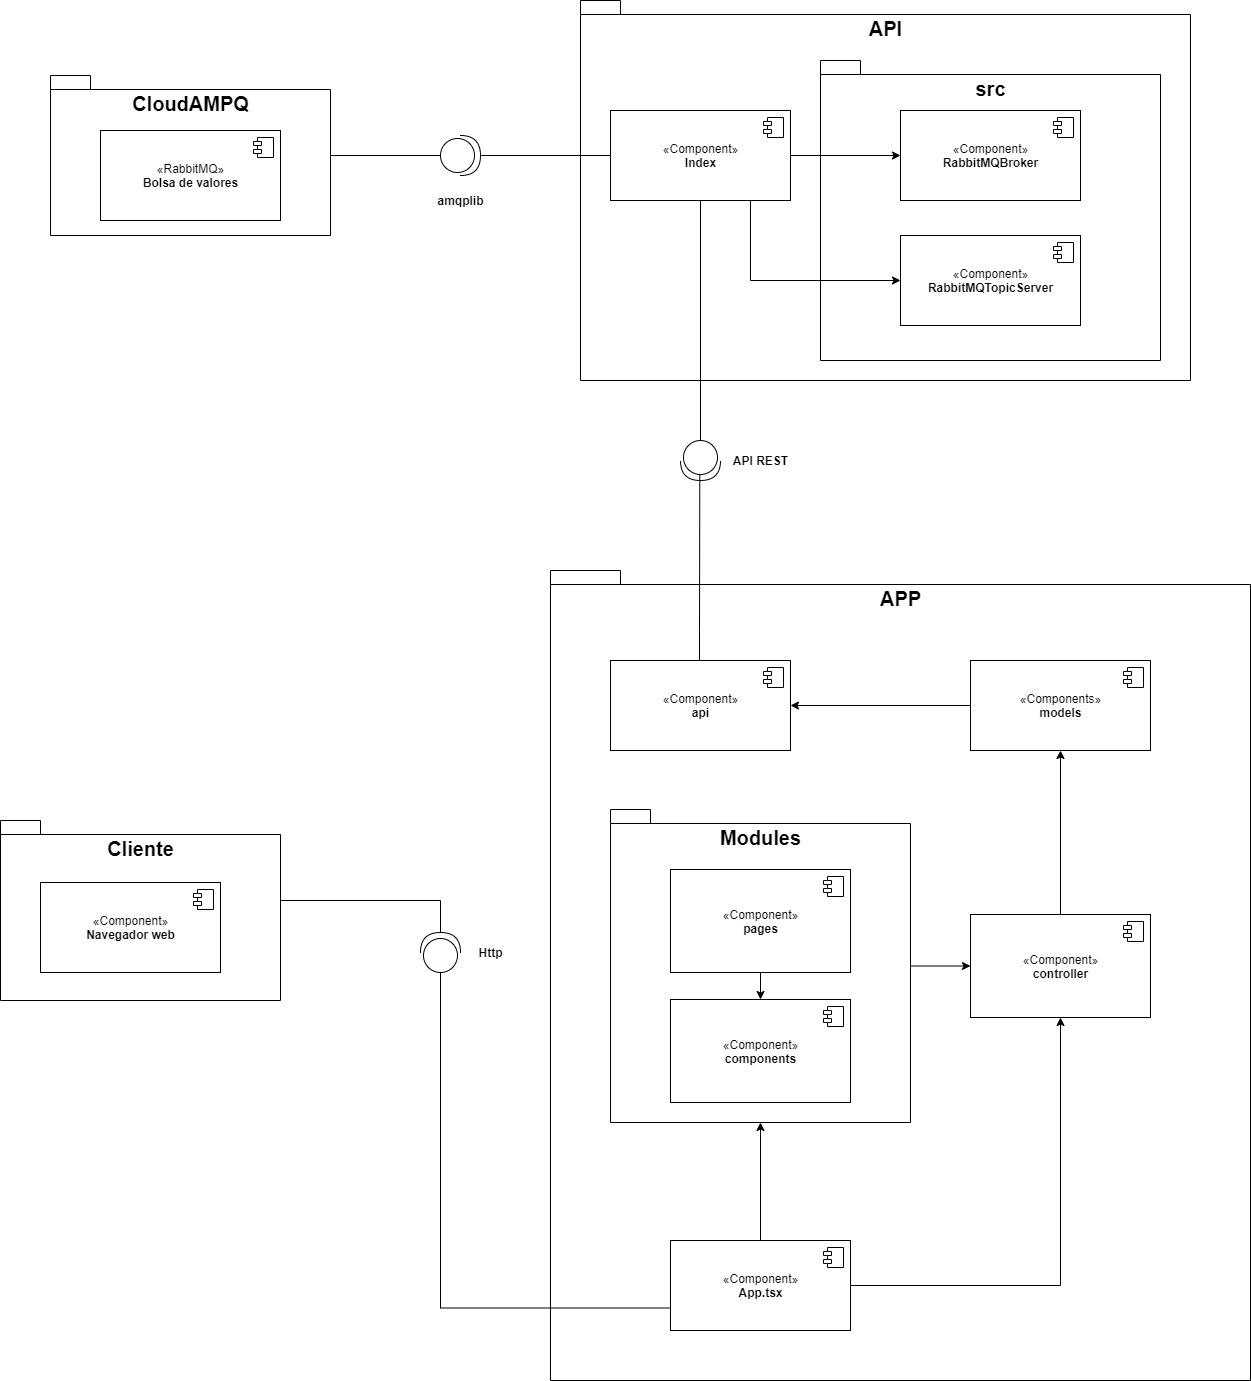 API
CloudAMPQ
src
«RabbitMQ»
Bolsa de valores
amqplib
«Component»
Index
«Component»
RabbitMQBroker
«Component»
RabbitMQTopicServer
API REST
APP
«Component»
api
«Components»
models
Cliente
«Component»
Navegador web
Http
Modules
«Component»
pages
«Component»
components
«Component»
controller
«Component»
App.tsx